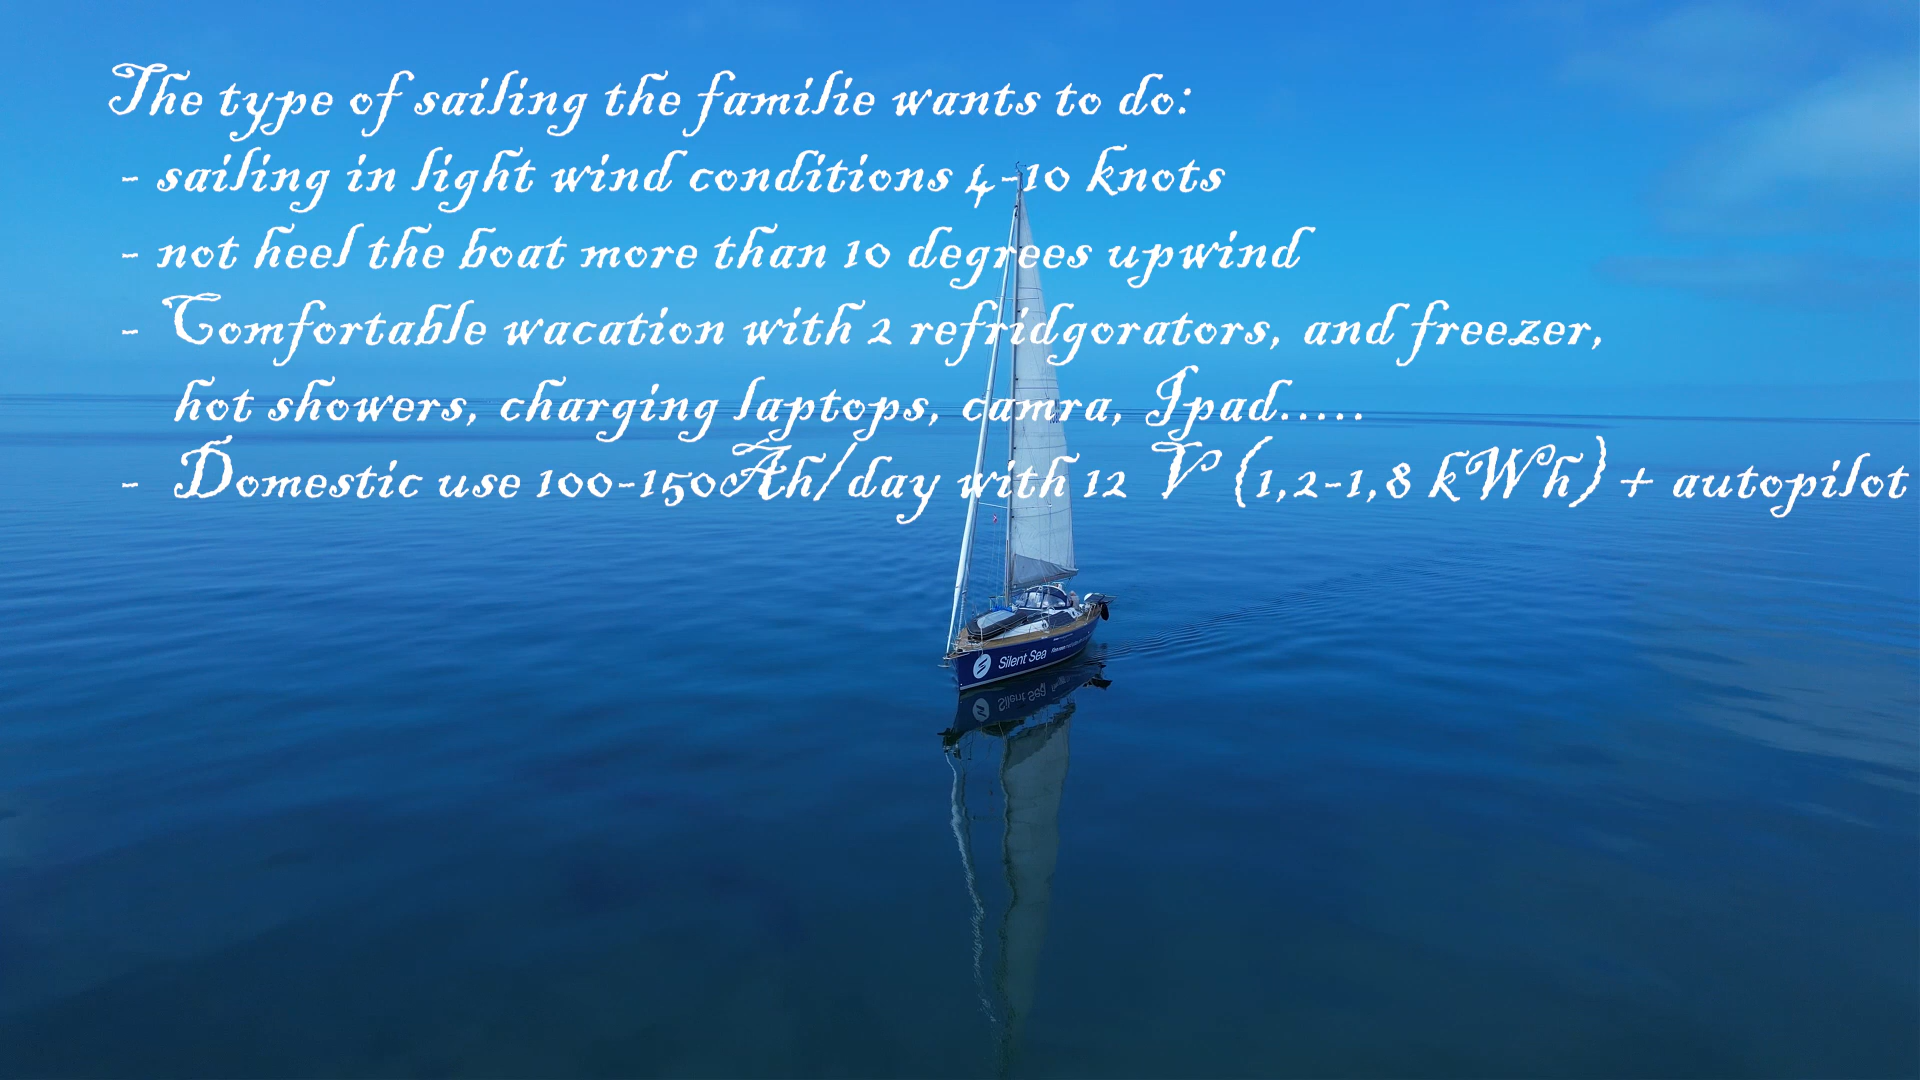 The type of sailing the familie wants to do:
- sailing in light wind conditions 4-10 knots
- not heel the boat more than 10 degrees upwind
- Comfortable wacation with 2 refridgorators, and freezer,
hot showers, charging laptops, camra, Ipad.....
- Domestic use 100-150Ah/day with 12 V (1,2-1,8 kWh) + autopilot
Silent Sea